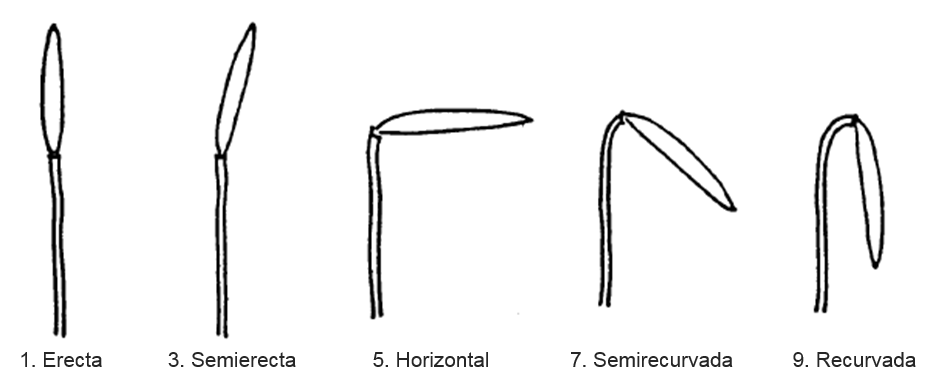 1. Erecta 3. Semierecta 5. Horizontal 7. Semirecurvada 9. Recurvada